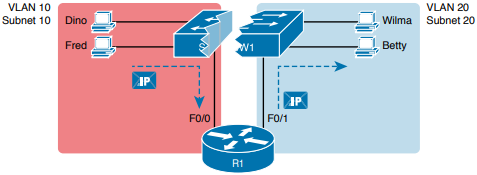 VLAN 10
Subnet 10
Dino
Fred
W1
VLAN 20
Subnet 20
Wilma
Betty
IP
IP
F0/0
F0/1
R1